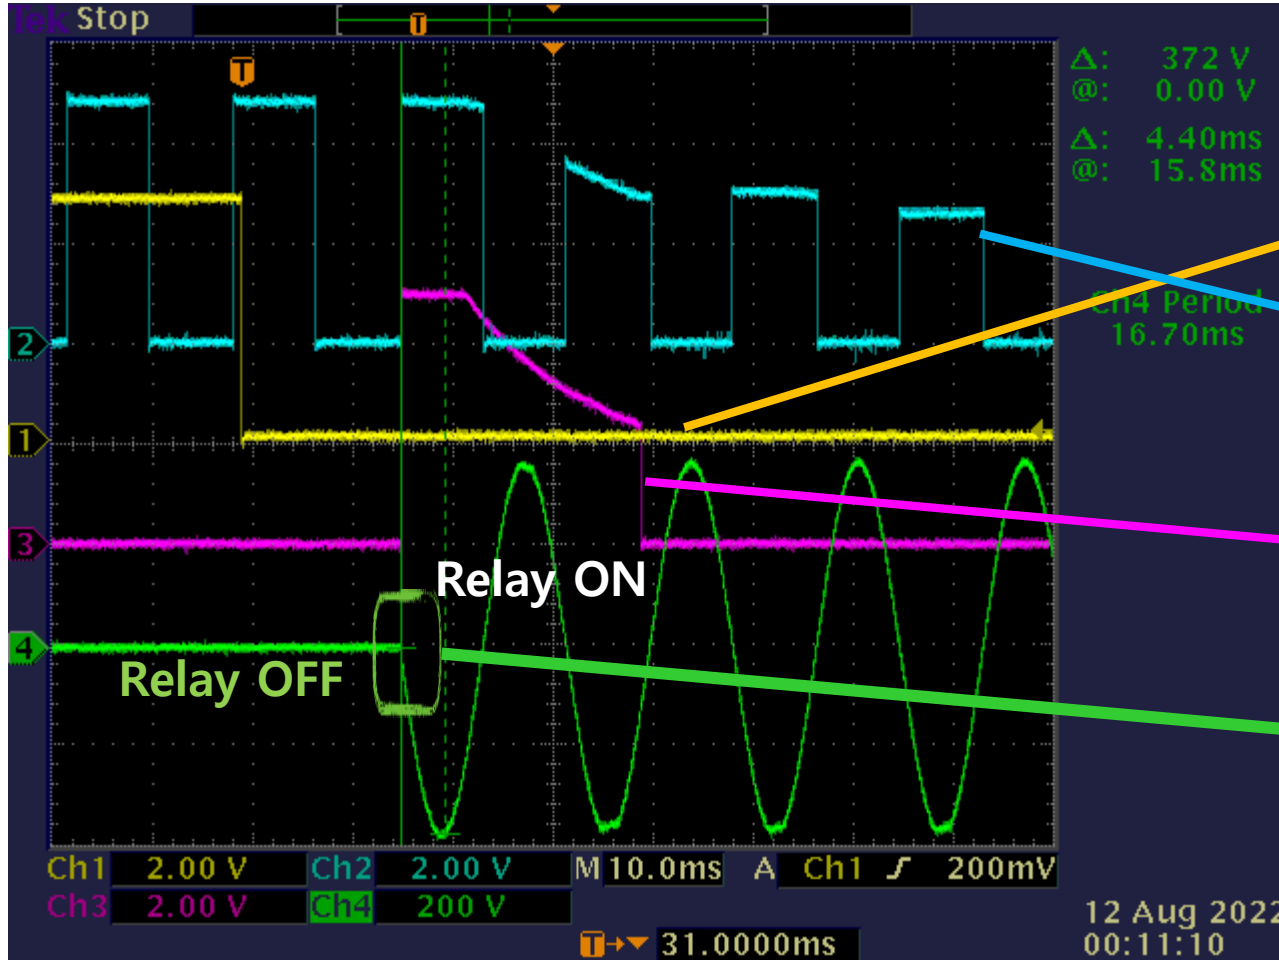 Tek Stop
T
T
Δ: 372 V
@: 0.00 V
Δ: 4.40ms
@: 15.8ms
Ch4 Period
16.70ms
2
1
3
4
Relay ON
Relay OFF
Ch1 2.00 V Ch2 2.00 V M 10.0ms A Ch1 200mV
Ch3 2.00 V Ch4 200 V
T 31.0000ms
12 Aug 2022
00:11:10